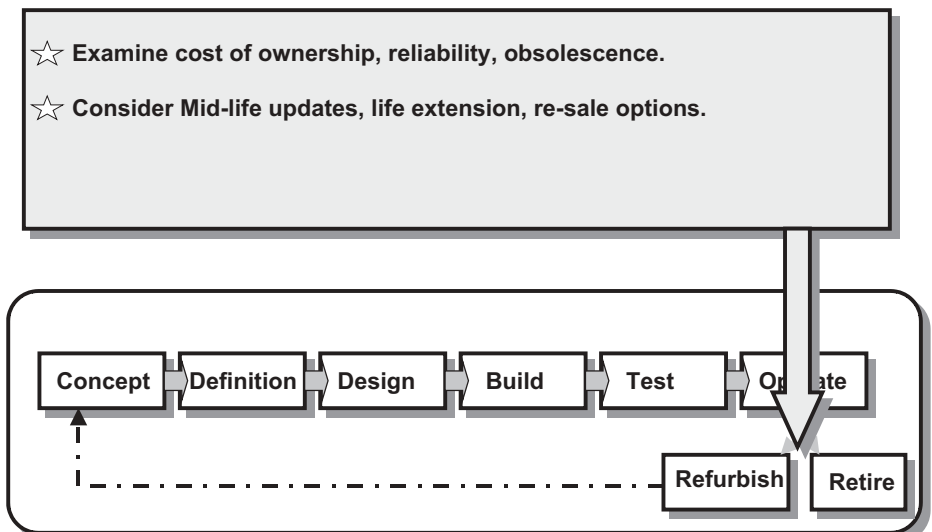 Examine cost of ownership, reliability, obsolescence.
Consider Mid-life updates, life extension, re-sale options.
Concept
Definition
Design
Build
Test
Refurbish
Retire